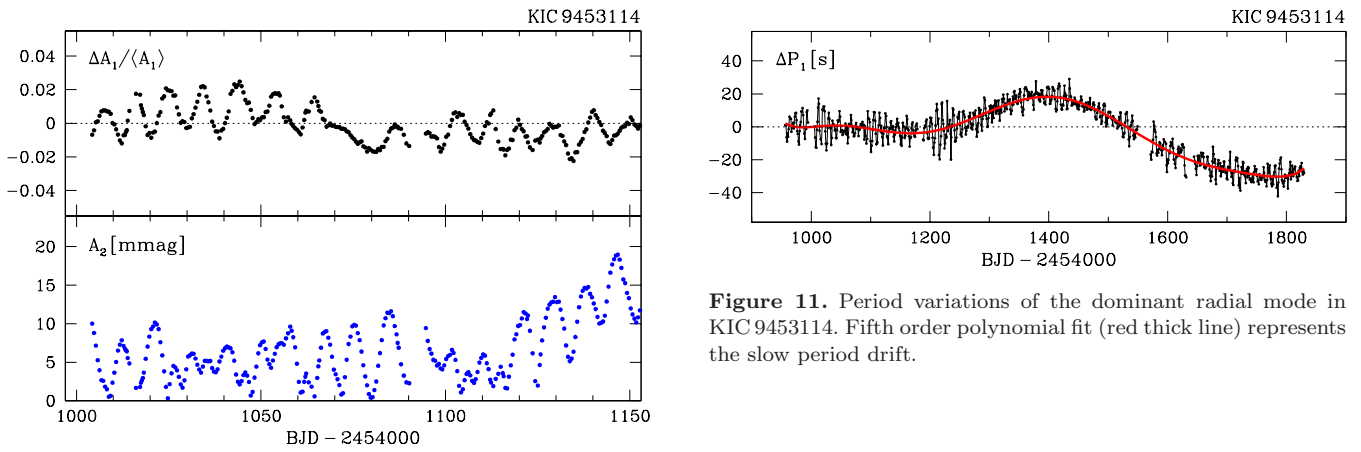 KIC 9453114
ΔA₁/⟨A₁⟩
0.04
0.02
0
−0.02
−0.04
A₂[mmag]
20
15
10
5
0
1000 1050 1100 1150
BJD − 2454000
KIC 9453114
ΔP₁[s]
40
20
0
−20
−40
1000 1200 1400 1600 1800
BJD − 2454000
Figure 11. Period variations of the dominant radial mode in
KIC 9453114. Fifth order polynomial fit (red thick line) represents
the slow period drift.